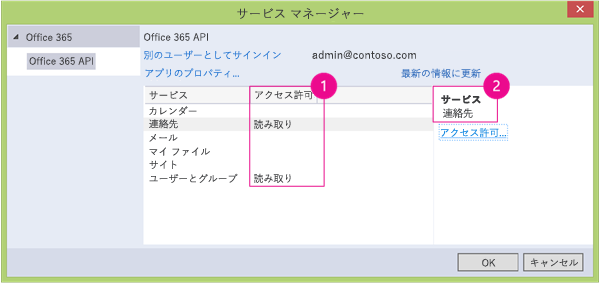 サービス マネージャー
Office 365
Office 365 API
Office 365 API
別のユーザーとしてサインイン admin@contoso.com
アプリのプロパティ... 最新の情報に更新
1
2
サービス アクセス許可
カレンダー
連絡先 読み取り
メール
マイ ファイル
サイト
ユーザーとグループ 読み取り
サービス
連絡先
アクセス許可...
OK キャンセル